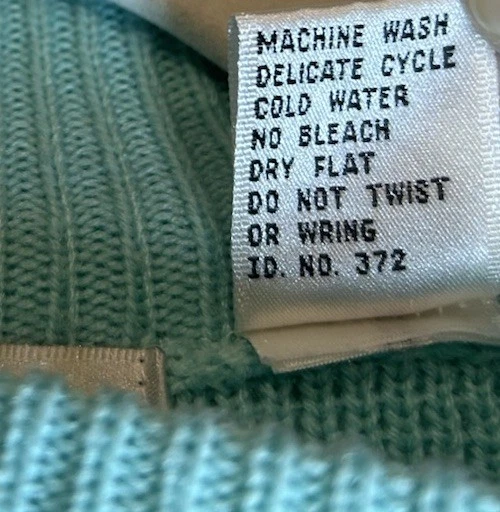 MACHINE WASH
DELICATE CYCLE
COLD WATER
NO BLEACH
DRY FLAT
DO NOT TWIST
OR WRING
ID. NO. 372